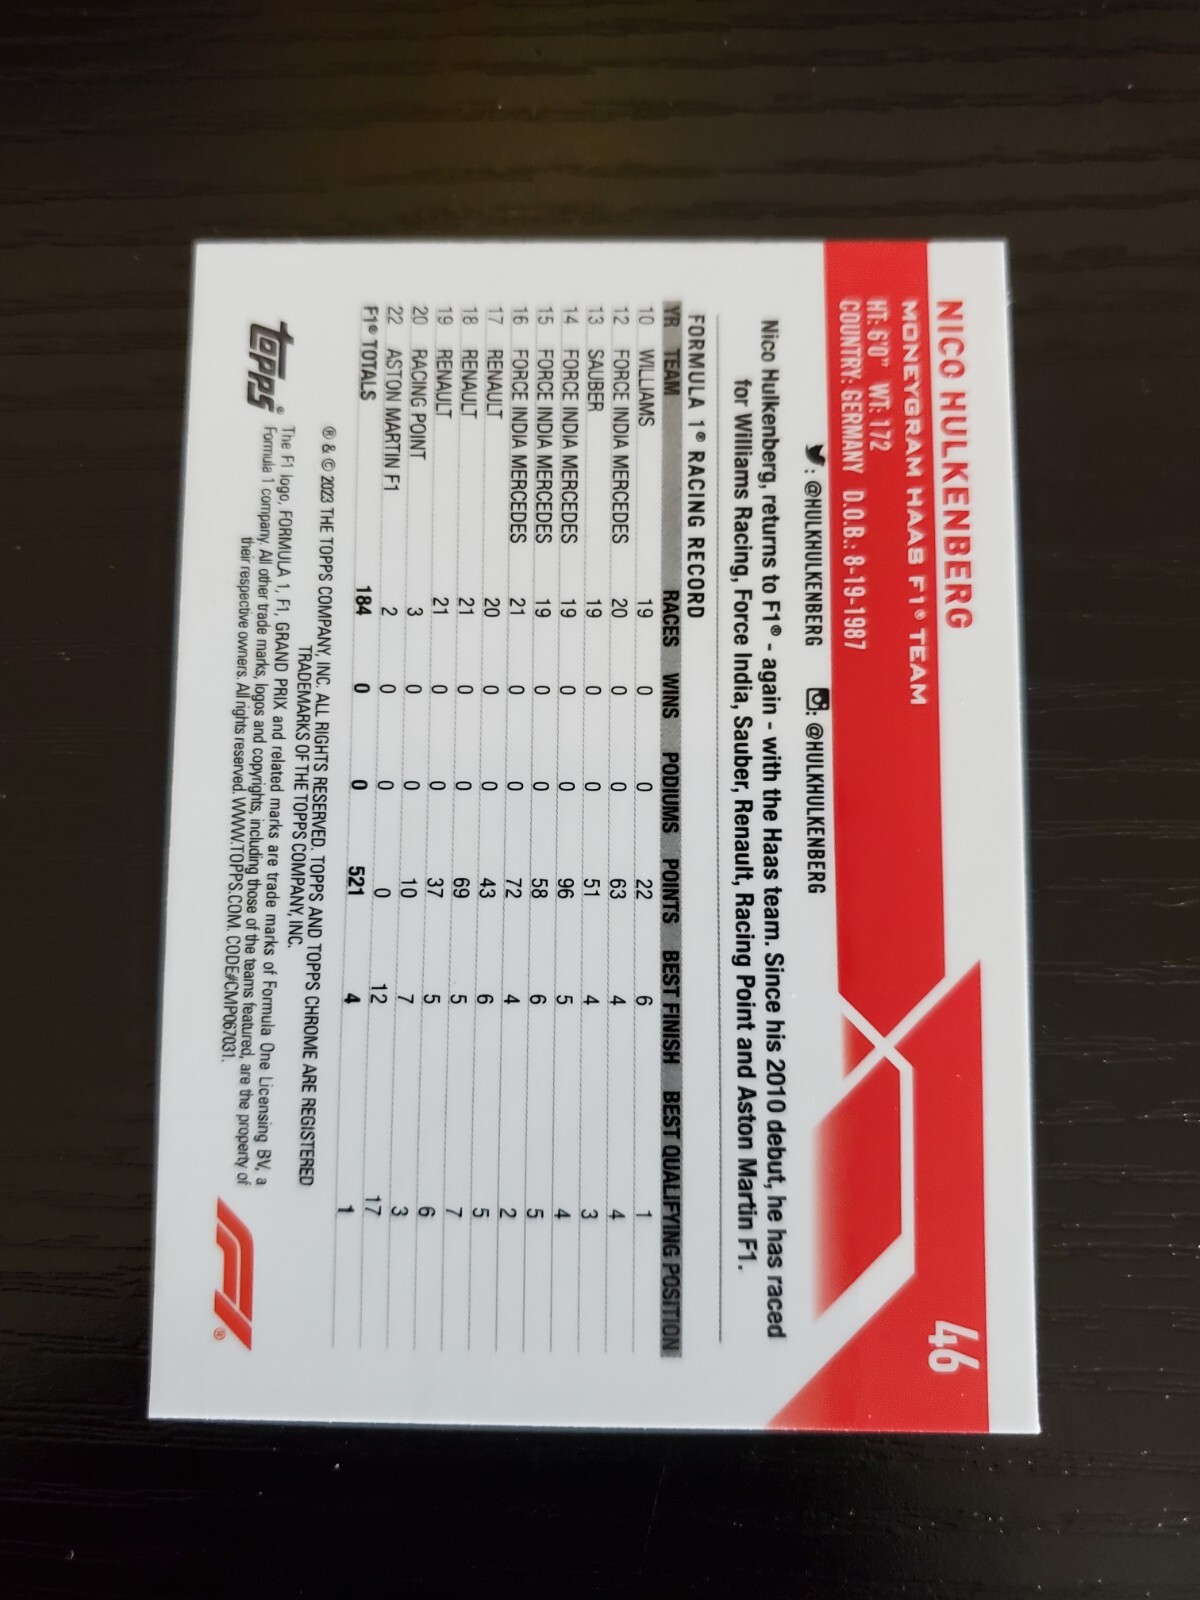 46
NICO HULKENBERG
MONEYGRAM HAAS F1® TEAM
HT: 6'0" WT: 172
COUNTRY: GERMANY D.O.B.: 8-19-1987
: @HULKHULKENBERG : @HULKHULKENBERG
Nico Hulkenberg, returns to F1® - again - with the Haas team. Since his 2010 debut, he has raced
for Williams Racing, Force India, Sauber, Renault, Racing Point and Aston Martin F1.
FORMULA 1® RACING RECORD
YR TEAM RACES WINS PODIUMS POINTS BEST FINISH BEST QUALIFYING POSITION
10 WILLIAMS 19 0 0 22 6 1
12 FORCE INDIA MERCEDES 20 0 0 63 4 4
13 SAUBER 19 0 0 51 4 3
14 FORCE INDIA MERCEDES 19 0 0 96 5 4
15 FORCE INDIA MERCEDES 19 0 0 58 6 5
16 FORCE INDIA MERCEDES 21 0 0 72 4 2
17 RENAULT 20 0 0 43 6 5
18 RENAULT 21 0 0 69 5 7
19 RENAULT 21 0 0 37 5 6
20 RACING POINT 3 0 0 10 7 3
22 ASTON MARTIN F1 2 0 0 0 12 17
F1® TOTALS 184 0 0 521 4 1
® & © 2023 THE TOPPS COMPANY, INC. ALL RIGHTS RESERVED. TOPPS AND TOPPS CHROME ARE REGISTERED
TRADEMARKS OF THE TOPPS COMPANY, INC.
The F1 logo, FORMULA 1, F1, GRAND PRIX and related marks are trade marks of Formula One Licensing BV, a
Formula 1 company. All other trade marks, logos and copyrights, including those of the teams featured, are the property of
their respective owners. All rights reserved. WWW.TOPPS.COM. CODE#CMP067031.
topps®
F1®